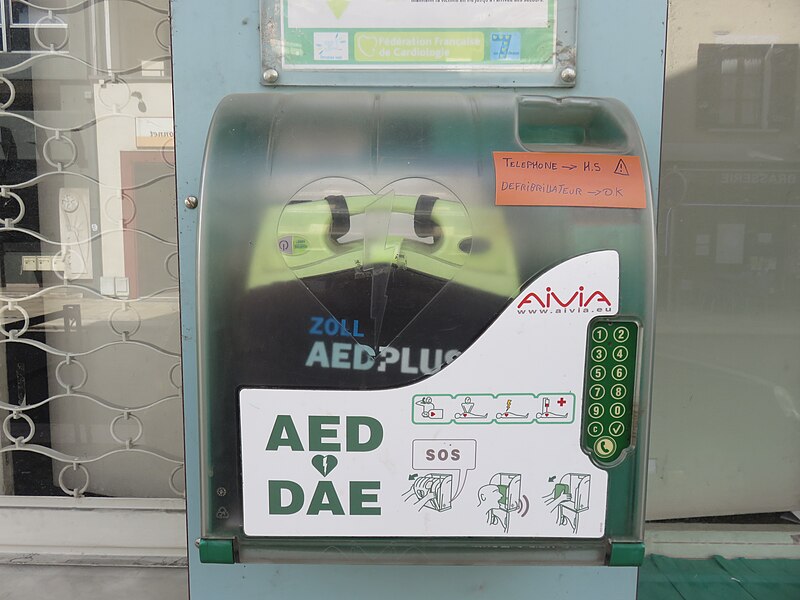 Fédération Française
de Cardiologie
TELEPHONE → H.S
DEFRIBRILLATEUR → OK
AiViA
www.aivia.eu
ZOLL
AEDPLUS
1 2
3 4
5 6
7 8
9 0
C
SOS
AED
DAE